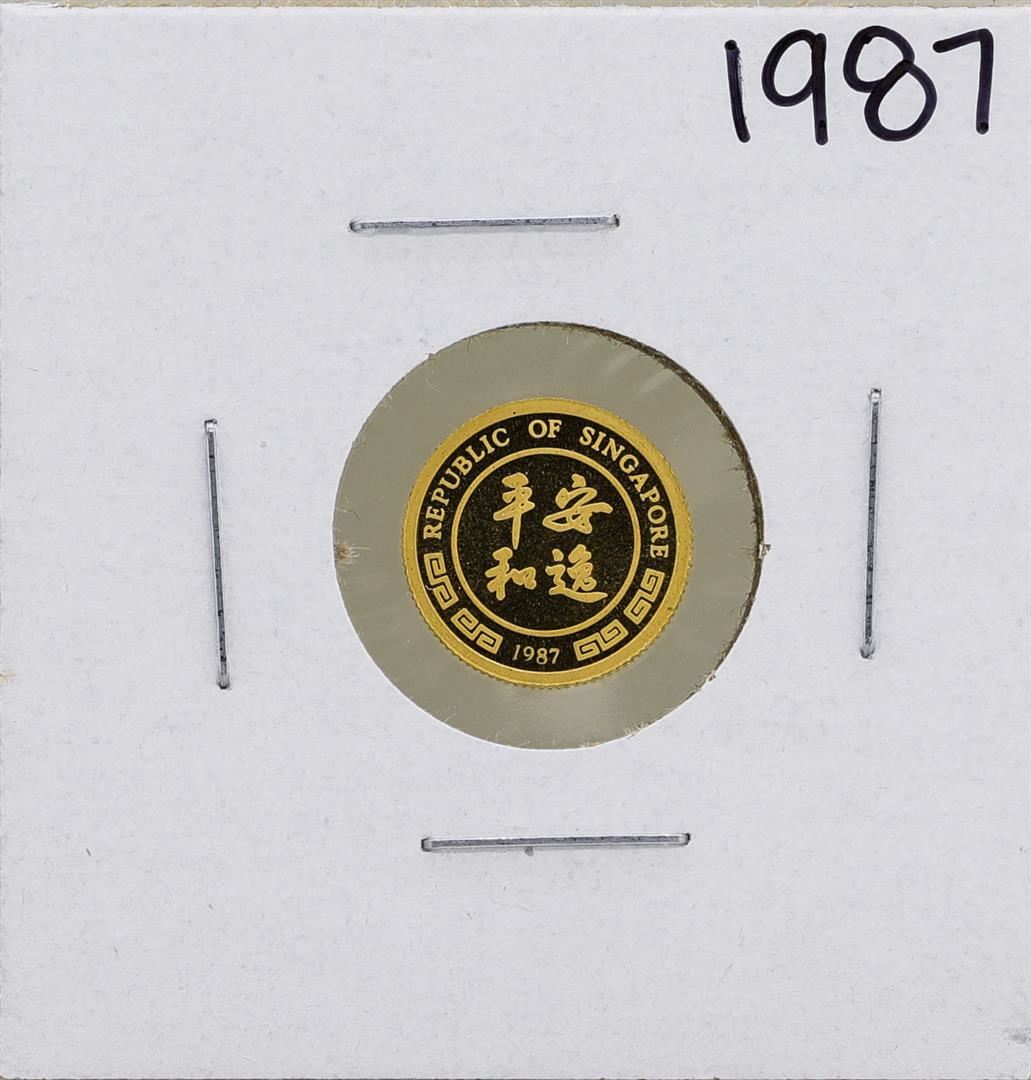 1987
REPUBLIC OF SINGAPORE
平安
和逸
1987